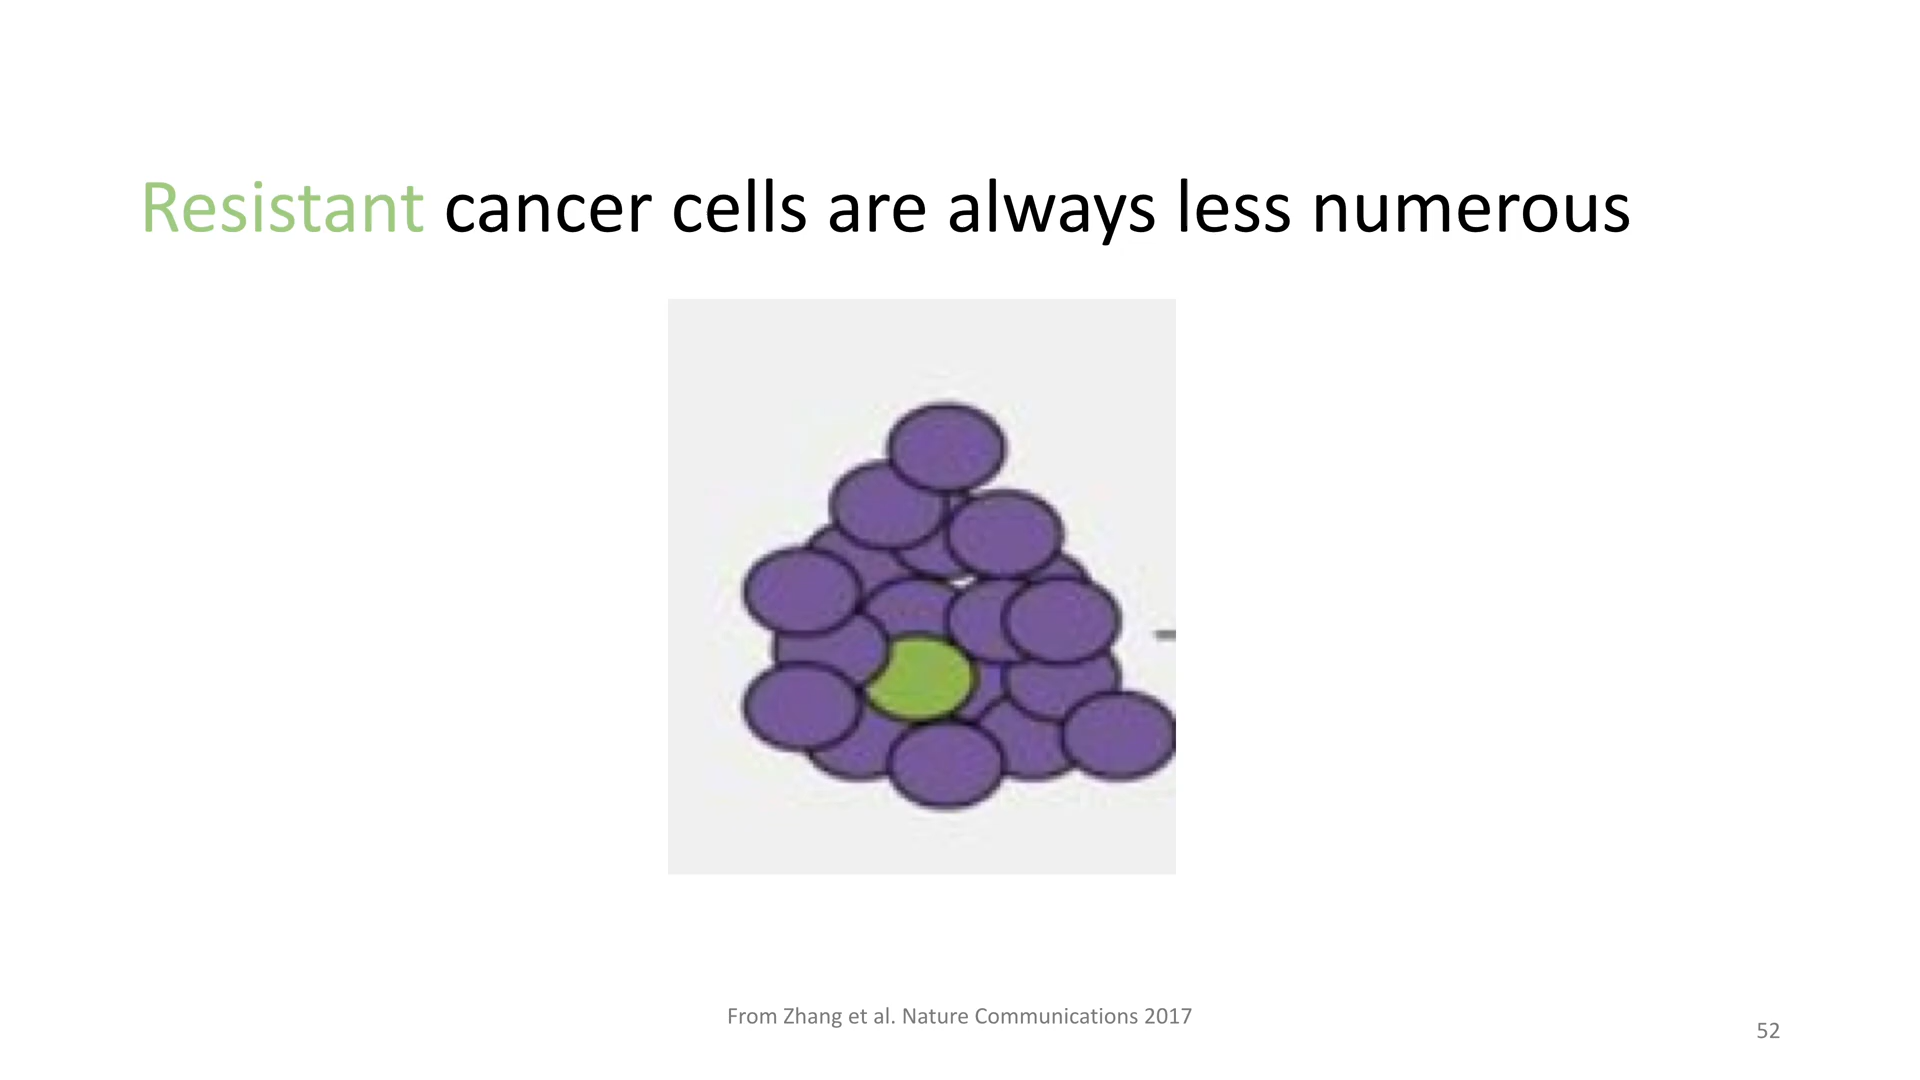 Resistant cancer cells are always less numerous
From Zhang et al. Nature Communications 2017
52